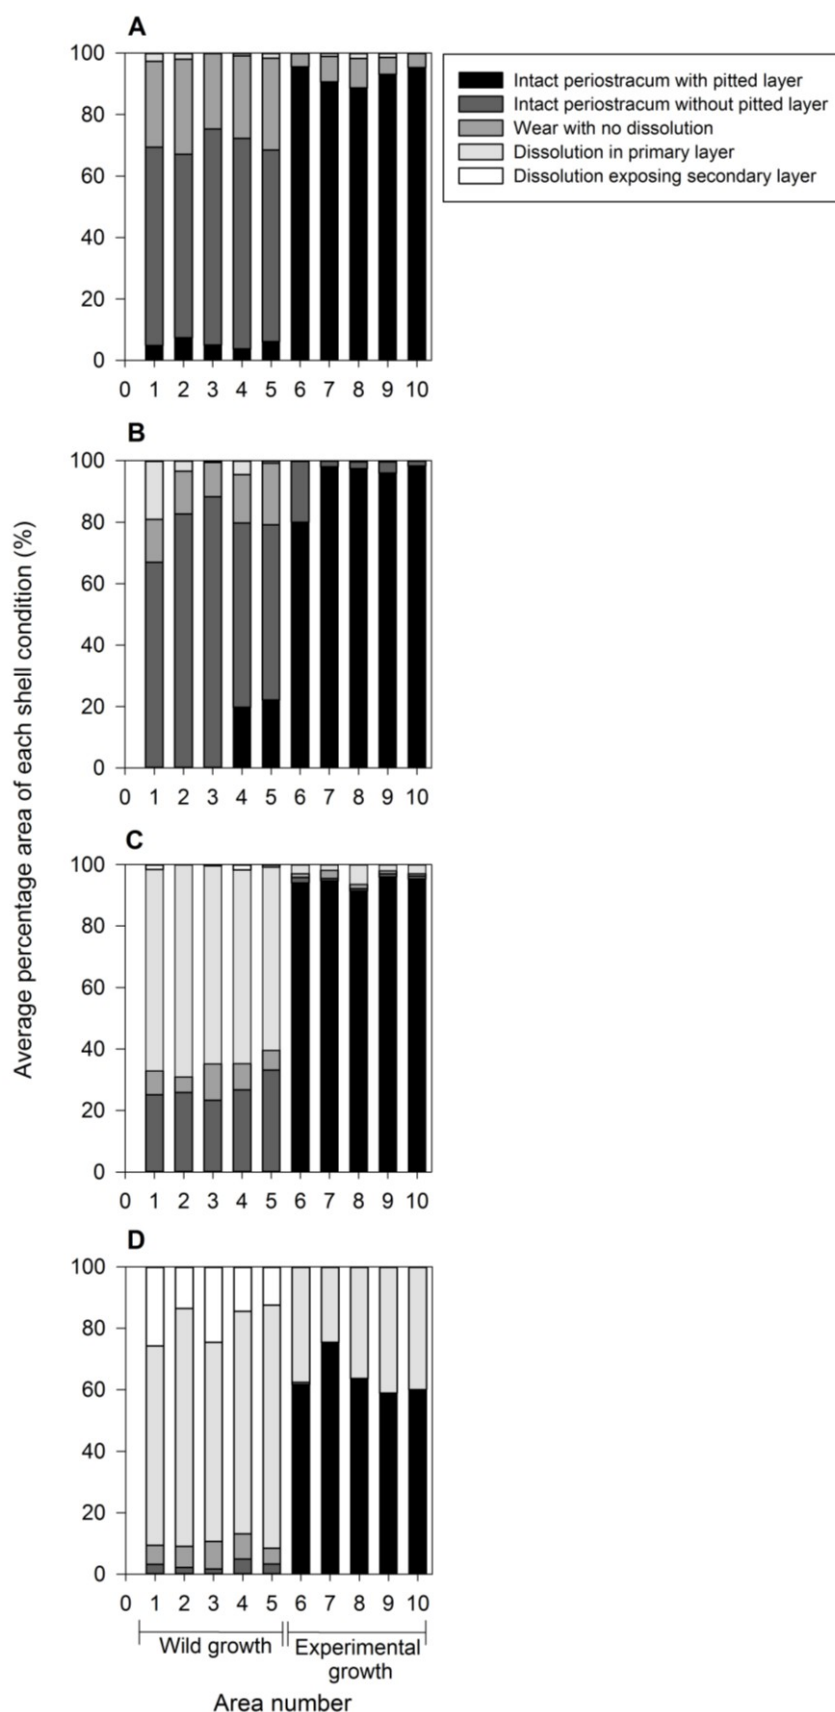 A
100
80
60
40
20
0
0 1 2 3 4 5 6 7 8 9 10
Intact periostracum with pitted layer
Intact periostracum without pitted layer
Wear with no dissolution
Dissolution in primary layer
Dissolution exposing secondary layer
B
100
80
60
40
20
0
0 1 2 3 4 5 6 7 8 9 10
Average percentage area of each shell condition (%)
C
100
80
60
40
20
0
0 1 2 3 4 5 6 7 8 9 10
D
100
80
60
40
20
0
0 1 2 3 4 5 6 7 8 9 10
Wild growth
Experimental
growth
Area number